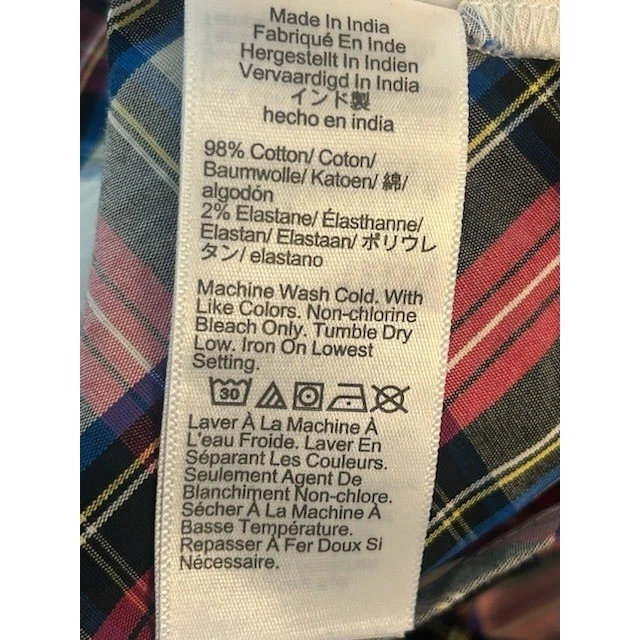 Made In India
Fabriqué En Inde
Hergestellt In Indien
Vervaardigd In India
インド製
hecho en india
98% Cotton/ Coton/
Baumwolle/ Katoen/ 綿/
algodón
2% Elastane/ Élasthanne/
Elastan/ Elastaan/ ポリウレ
タン/ elastano
Machine Wash Cold. With
Like Colors. Non-chlorine
Bleach Only. Tumble Dry
Low. Iron On Lowest
Setting.
30
Laver À La Machine À
L'eau Froide. Laver En
Séparant Les Couleurs.
Seulement Agent De
Blanchiment Non-chlore.
Sécher À La Machine À
Basse Température.
Repasser À Fer Doux Si
Nécessaire.